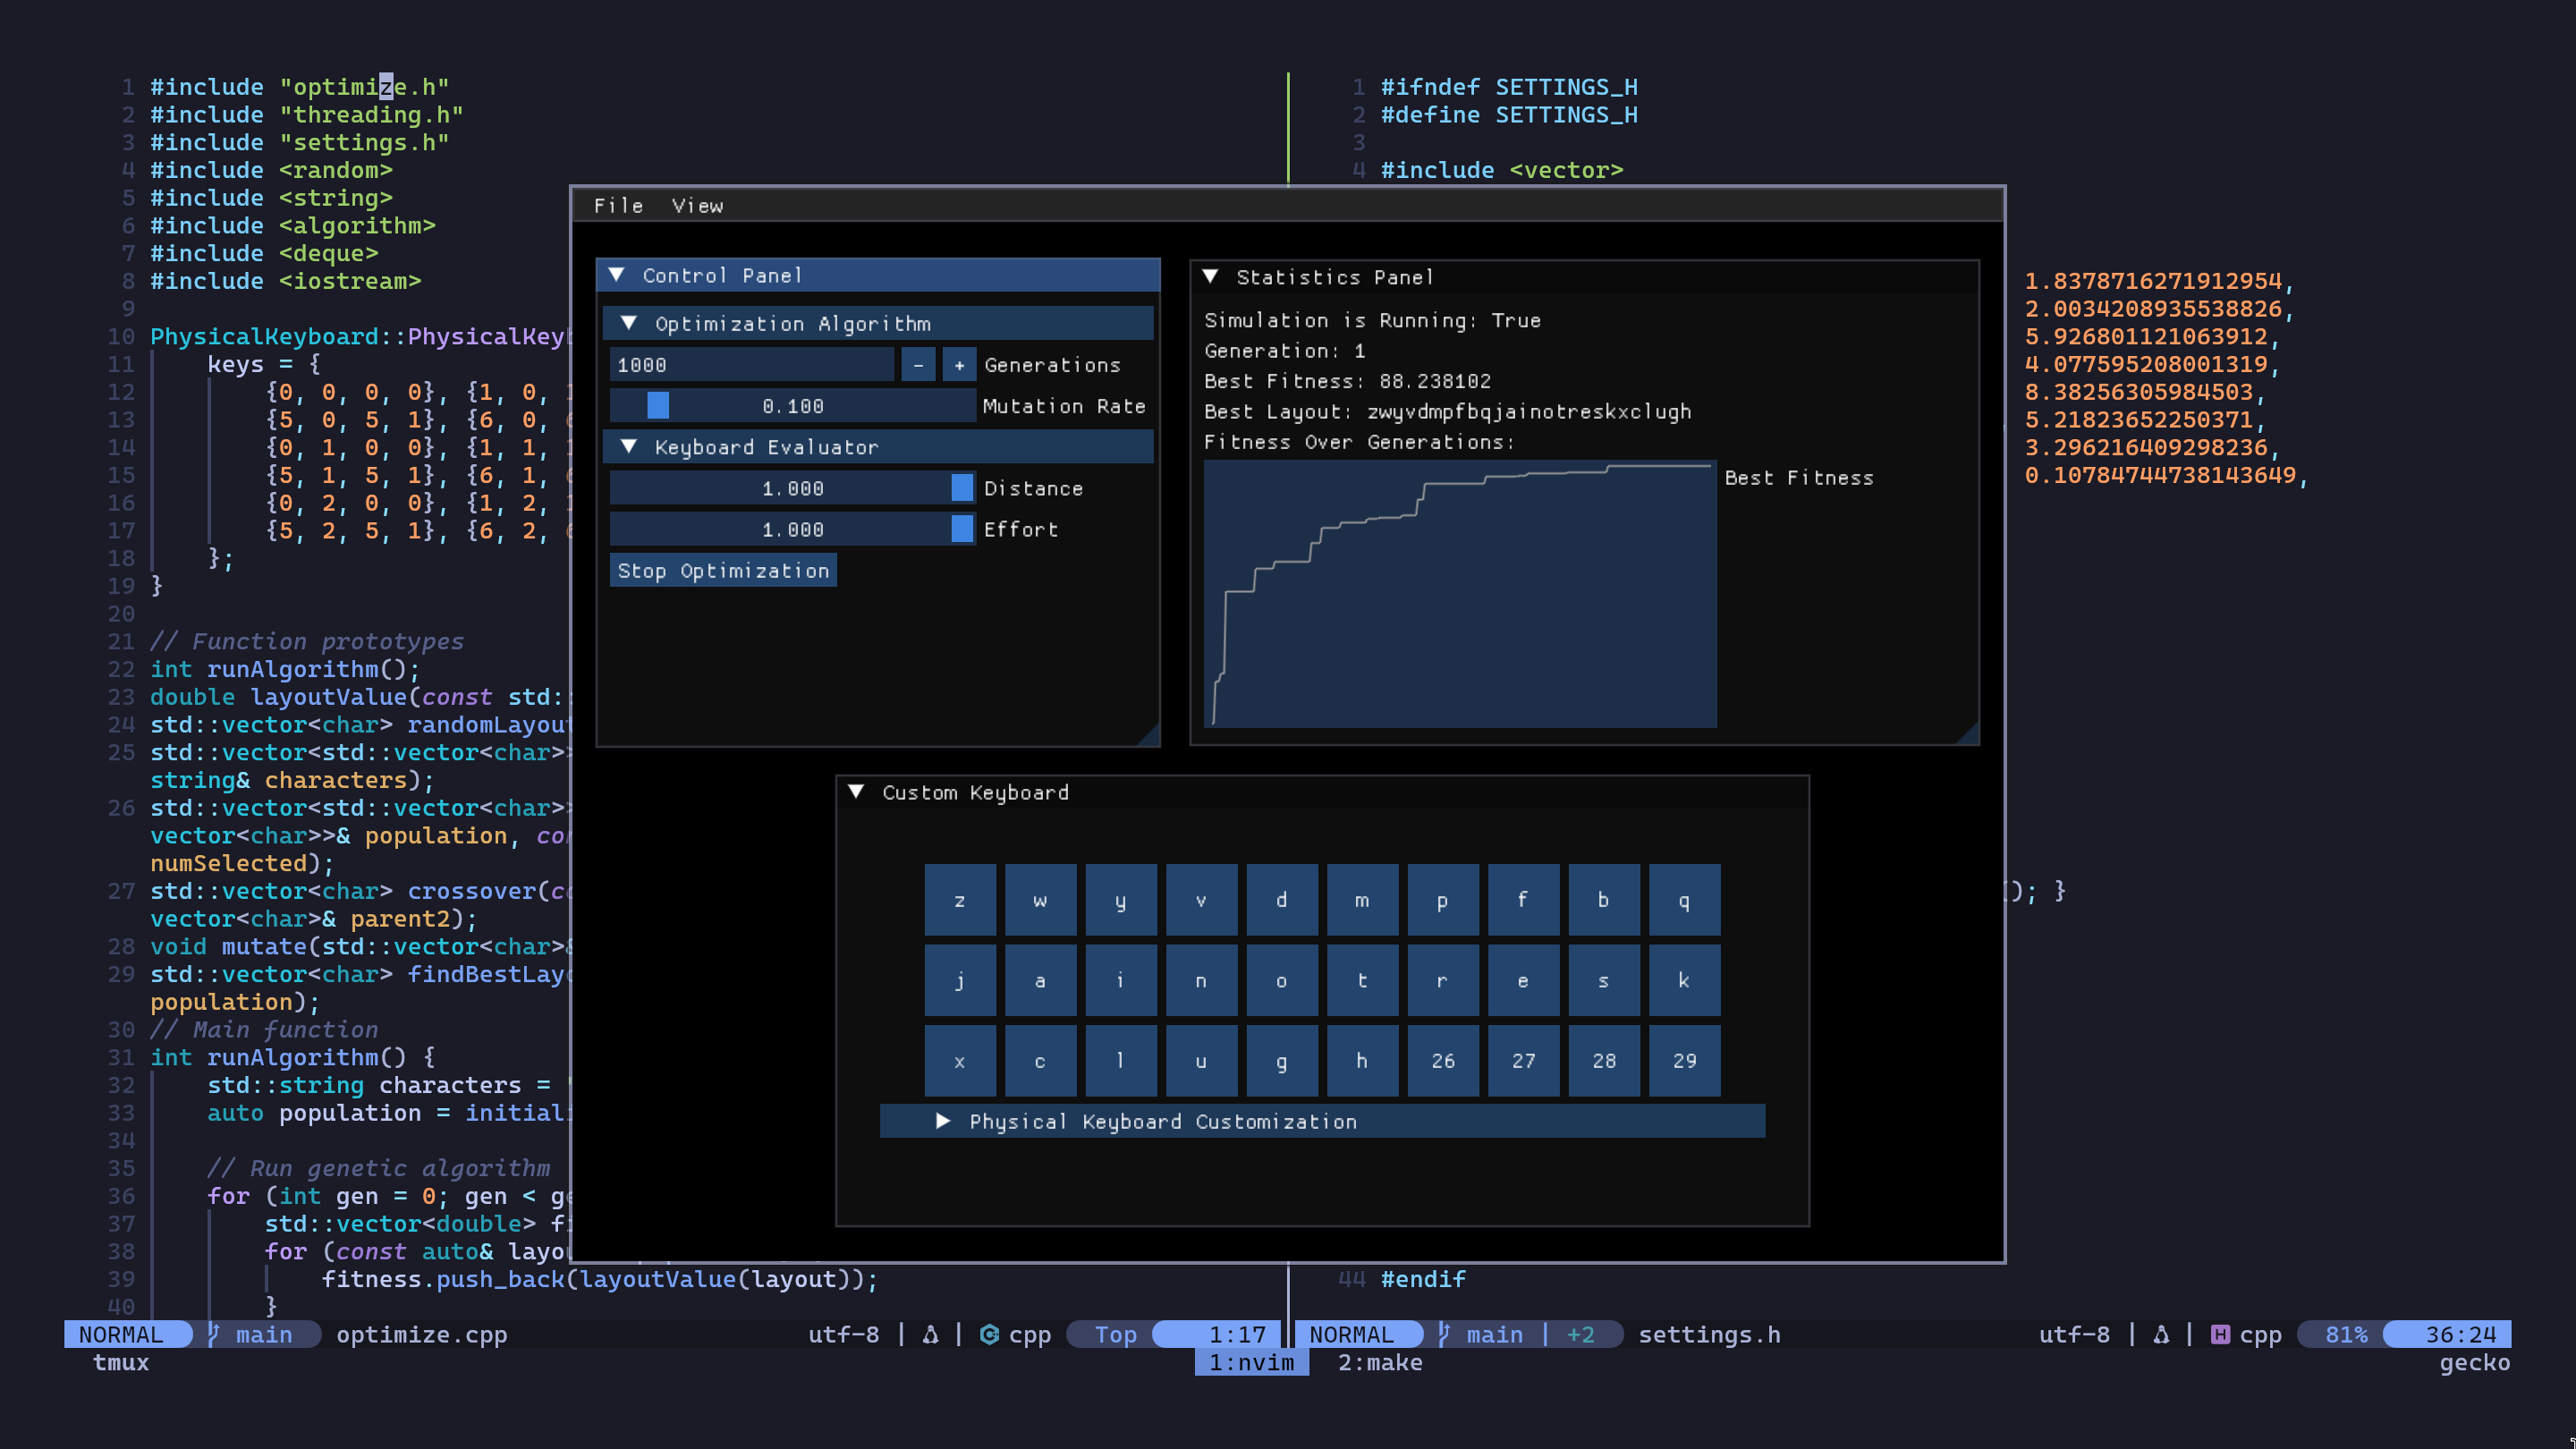 1 #include "optimize.h"
2 #include "threading.h"
3 #include "settings.h"
4 #include <random>
5 #include <string>
6 #include <algorithm>
7 #include <deque>
8 #include <iostream>
9
10 PhysicalKeyboard::PhysicalKeyb
11 keys = {
12 {0, 0, 0, 0}, {1, 0,
13 {5, 0, 5, 1}, {6, 0,
14 {0, 1, 0, 0}, {1, 1,
15 {5, 1, 5, 1}, {6, 1,
16 {0, 2, 0, 0}, {1, 2,
17 {5, 2, 5, 1}, {6, 2,
18 };
19 }
20
21 // Function prototypes
22 int runAlgorithm();
23 double layoutValue(const std::
24 std::vector<char> randomLayout
25 std::vector<std::vector<char>>
string& characters);
26 std::vector<std::vector<char>>
vector<char>>& population, con
numSelected);
27 std::vector<char> crossover(co
vector<char>& parent2);
28 void mutate(std::vector<char>&
29 std::vector<char> findBestLayo
population);
30 // Main function
31 int runAlgorithm() {
32 std::string characters =
33 auto population = initiali
34
35 // Run genetic algorithm
36 for (int gen = 0; gen < ge
37 std::vector<double> fi
38 for (const auto& layou
39 fitness.push_back(layoutValue(layout));
40 }
1 #ifndef SETTINGS_H
2 #define SETTINGS_H
3
4 #include <vector>
1.8378716271912954,
2.0034208935538826,
5.926801121063912,
4.077595208001319,
8.38256305984503,
5.21823652250371,
3.296216409298236,
0.107847444738143649,
(); }
44 #endif
File View
Control Panel
Optimization Algorithm
1000 - + Generations
0.100 Mutation Rate
Keyboard Evaluator
1.000 Distance
1.000 Effort
Stop Optimization
Statistics Panel
Simulation is Running: True
Generation: 1
Best Fitness: 88.238102
Best Layout: zwyvdmpfbqjainotreskxclugh
Fitness Over Generations:
Best Fitness
Custom Keyboard
z w y v d m p f b q
j a i n o t r e s k
x c l u g h 26 27 28 29
Physical Keyboard Customization
NORMAL main optimize.cpp utf-8 | | cpp Top 1:17
NORMAL main | +2 settings.h utf-8 | | H cpp 81% 36:24
tmux 1:nvim 2:make gecko